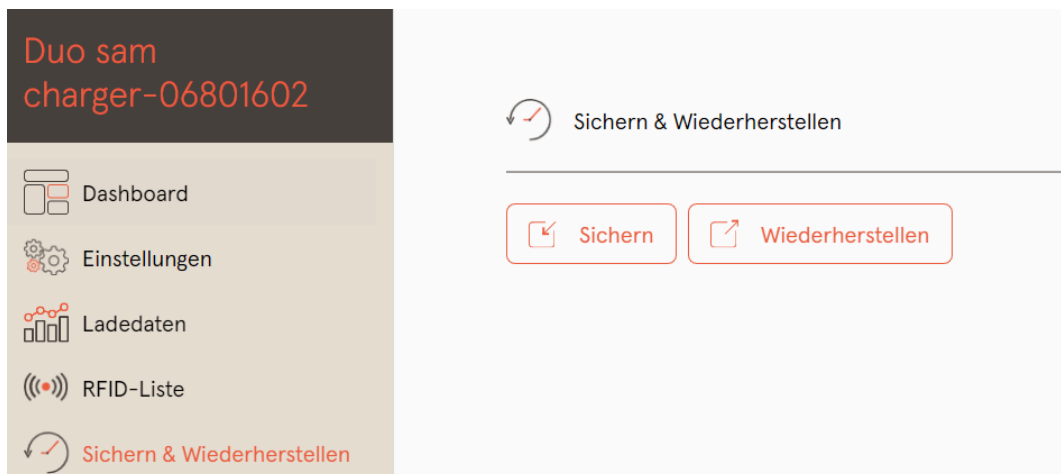 Duo sam
charger-06801602
Dashboard
Einstellungen
Ladedaten
RFID-Liste
Sichern & Wiederherstellen
Sichern & Wiederherstellen
Sichern
Wiederherstellen